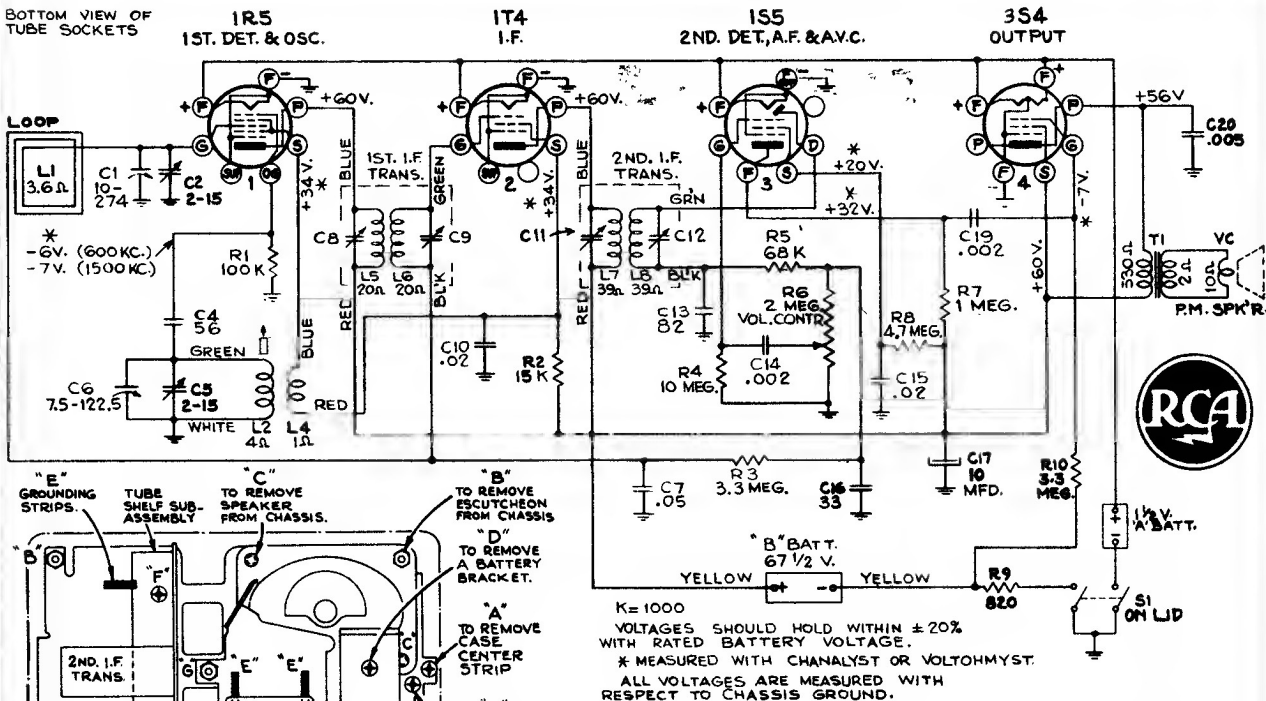 BOTTOM VIEW OF
TUBE SOCKETS
1R5
1ST. DET. & OSC.
1T4
I.F.
1S5
2ND. DET., A.F. & A.V.C.
3S4
OUTPUT
F -
+ F
P
G
S
SUP
OG
1
+60V.
+34V. *
BLUE
F -
+ F
P
G
S
SUP
2
+60V.
* +34V.
BLUE
F -
+ F
G
D
P
S
3
* +20V.
* +32V.
F +
+ F
P
P
G
F -
S
4
+56V
-7V. *
+60V.
C20
.005
LOOP
L1
3.6Ω
C1
10-
274
C2
2-15
*
-6V. (600KC.)
-7V. (1500KC.)
R1
100K
1ST. I.F.
TRANS.
GREEN
C8
C9
L5
20Ω
L6
20Ω
RED
BL'K
2ND. I.F.
TRANS.
GR'N
C11
C12
L7
39Ω
L8
39Ω
BL'K
RED
C13
82
R5
68K
R6
2 MEG.
VOL. CONTR.
C14
.002
R4
10 MEG.
C19
.002
R7
1 MEG.
R8
4.7 MEG.
C15
.02
T1
330Ω
2Ω
VC
10Ω
P.M. SPK'R.
C4
56
GREEN
BLUE
C6
7.5-122.5
C5
2-15
WHITE
L2
4Ω
L4
1Ω
RED
C10
.02
R2
15K
C7
.05
R3
3.3 MEG.
C16
33
C17
10
MFD.
R10
3.3
MEG.
RCA
1½ V.
"A" BATT.
"B" BATT.
67 1/2 V.
YELLOW
+ -
YELLOW
R9
820
S1
ON LID
K=1000
VOLTAGES SHOULD HOLD WITHIN ±20%
WITH RATED BATTERY VOLTAGE.
* MEASURED WITH CHANALYST OR VOLTOHMYST.
ALL VOLTAGES ARE MEASURED WITH
RESPECT TO CHASSIS GROUND.
"E"
GROUNDING
STRIPS.
TUBE
SHELF SUB-
ASSEMBLY
"C"
TO REMOVE
SPEAKER
FROM CHASSIS.
"B"
TO REMOVE
ESCUTCHEON
FROM CHASSIS
"D"
TO REMOVE
A BATTERY
BRACKET.
"A"
TO REMOVE
CASE
CENTER
STRIP
"B"
"F"
2ND. I.F.
TRANS.
"G"
"E"
"E"
"C"